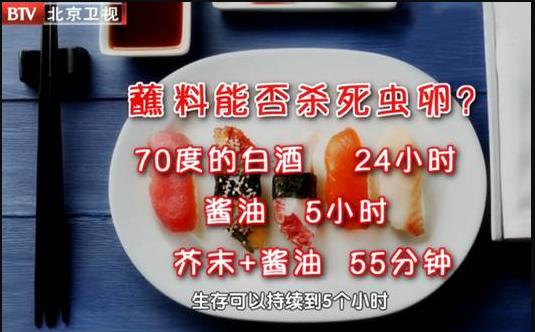 BTV 北京卫视
蘸料能否杀死虫卵?
70度的白酒 24小时
酱油 5小时
芥末+酱油 55分钟
生存可以持续到5个小时